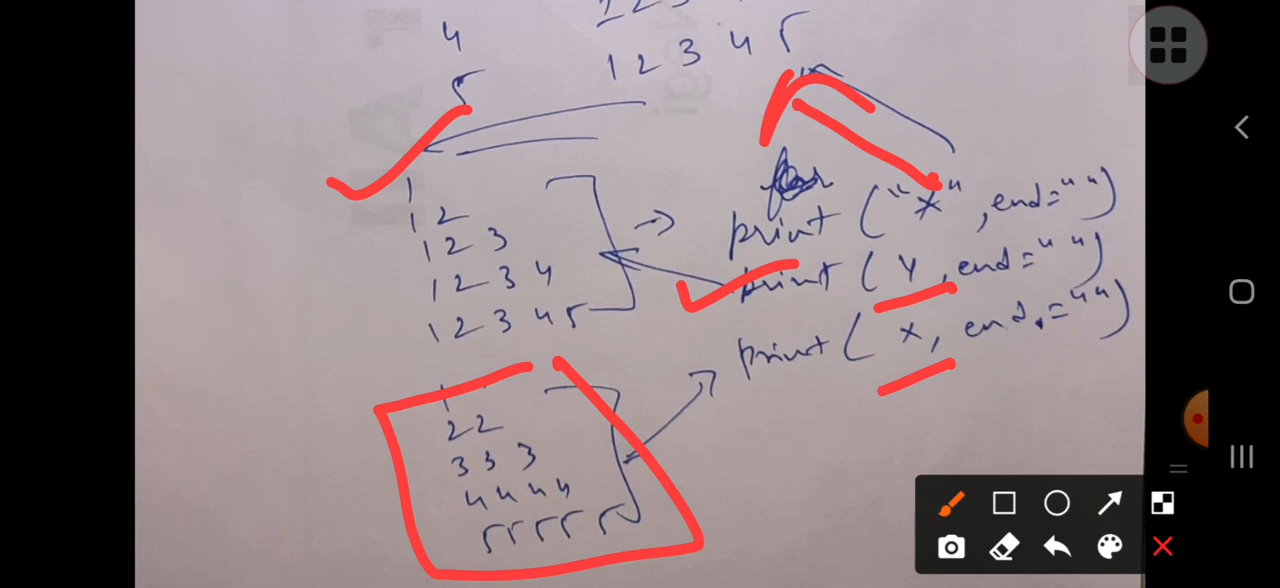 4
5
1 2 3 4 5
1
1 2
1 2 3
1 2 3 4
1 2 3 4 5
print ("x", end=" ")
print ( y, end=" ")
print ( x, end.=" ")
1
2 2
3 3 3
4 4 4 4
5 5 5 5 5